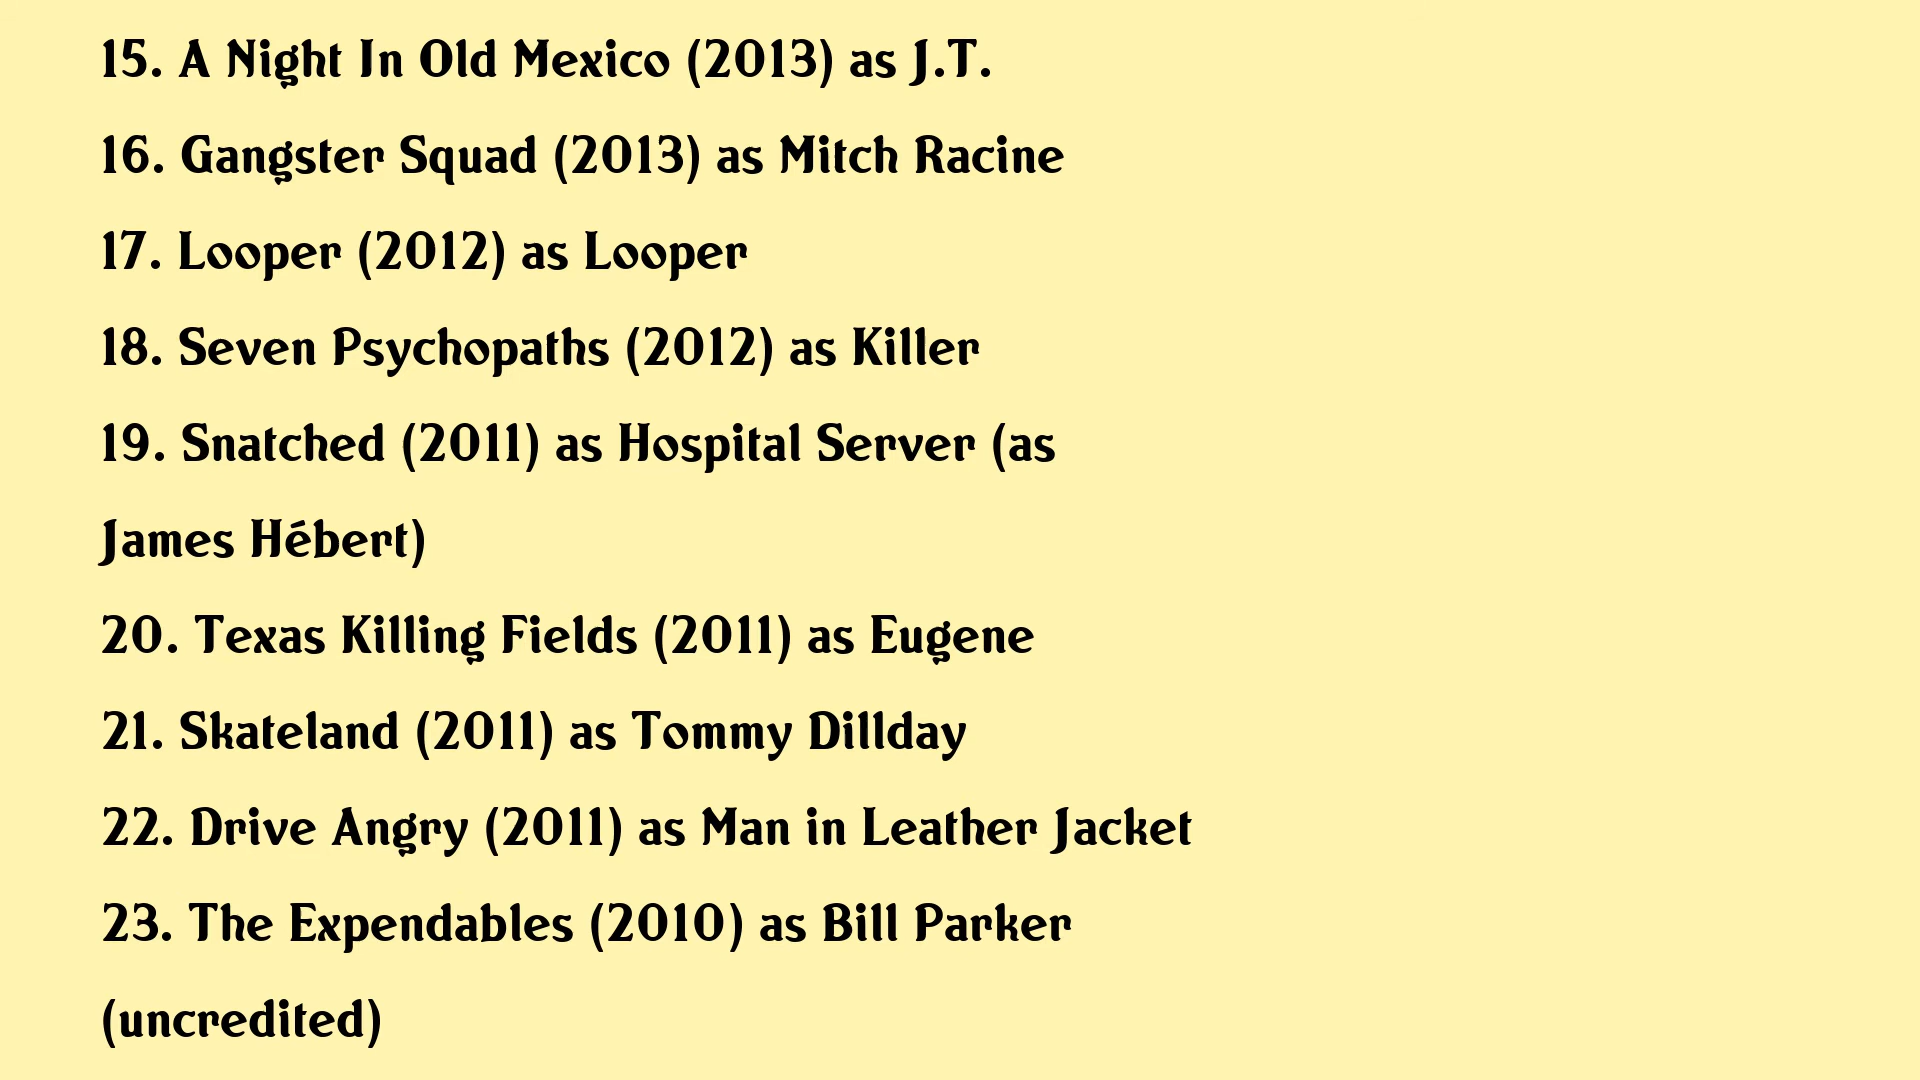 15. A Night In Old Mexico (2013) as J.T.
16. Gangster Squad (2013) as Mitch Racine
17. Looper (2012) as Looper
18. Seven Psychopaths (2012) as Killer
19. Snatched (2011) as Hospital Server (as
James Hébert)
20. Texas Killing Fields (2011) as Eugene
21. Skateland (2011) as Tommy Dillday
22. Drive Angry (2011) as Man in Leather Jacket
23. The Expendables (2010) as Bill Parker
(uncredited)